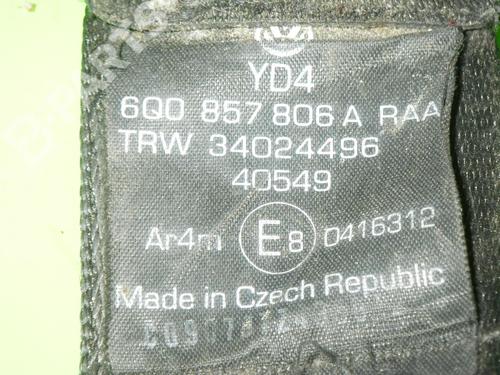 YD4
6Q0 857 806 A RAA
TRW 34024496
40549
Ar4m E8 0416312
Made in Czech Republic